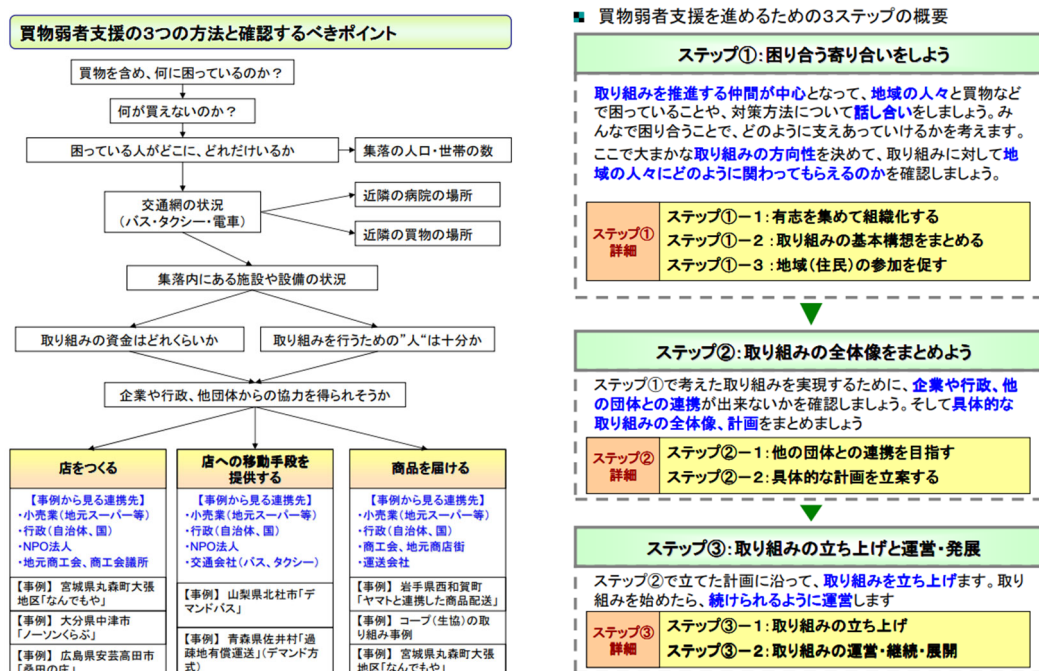 買物弱者支援の3つの方法と確認するべきポイント
買物を含め、何に困っているのか？
何が買えないのか？
困っている人がどこに、どれだけいるか
集落の人口・世帯の数
交通網の状況
（バス・タクシー・電車）
近隣の病院の場所
近隣の買物の場所
集落内にある施設や設備の状況
取り組みの資金はどれくらいか
取り組みを行うための”人“は十分か
企業や行政、他団体からの協力を得られそうか
店をつくる
【事例から見る連携先】
・小売業（地元スーパー等）
・行政（自治体、国）
・NPO法人
・地元商工会、商工会議所
【事例】 宮城県丸森町大張
地区「なんでもや」
【事例】 大分県中津市
「ノーソンくらぶ」
【事例】 広島県安芸高田市
「桑田の庄」
店への移動手段を
提供する
【事例から見る連携先】
・小売業（地元スーパー等）
・行政（自治体、国）
・NPO法人
・交通会社（バス、タクシー）
【事例】 山梨県北杜市「デ
マンドバス」
【事例】 青森県佐井村「過
疎地有償運送」（デマンド方
式）
商品を届ける
【事例から見る連携先】
・小売業（地元スーパー等）
・行政（自治体、国）
・商工会、地元商店街
・運送会社
【事例】 岩手県西和賀町
「ヤマトと連携した商品配送」
【事例】 コープ（生協）の取
り組み事例
【事例】 宮城県丸森町大張
地区「なんでもや」
買物弱者支援を進めるための3ステップの概要
ステップ①：困り合う寄り合いをしよう
取り組みを推進する仲間が中心となって、地域の人々と買物など
で困っていることや、対策方法について話し合いをしましょう。み
んなで困り合うことで、どのように支えあっていけるかを考えます。
ここで大まかな取り組みの方向性を決めて、取り組みに対して地
域の人々にどのように関わってもらえるのかを確認しましょう。
ステップ①
詳細
ステップ①－1：有志を集めて組織化する
ステップ①－2：取り組みの基本構想をまとめる
ステップ①－3：地域（住民）の参加を促す
ステップ②：取り組みの全体像をまとめよう
ステップ①で考えた取り組みを実現するために、企業や行政、他
の団体との連携が出来ないかを確認しましょう。そして具体的な
取り組みの全体像、計画をまとめましょう
ステップ②
詳細
ステップ②－1：他の団体との連携を目指す
ステップ②－2：具体的な計画を立案する
ステップ③：取り組みの立ち上げと運営・発展
ステップ②で立てた計画に沿って、取り組みを立ち上げます。取り
組みを始めたら、続けられるように運営します
ステップ③
詳細
ステップ③－1：取り組みの立ち上げ
ステップ③－2：取り組みの運営・継続・展開